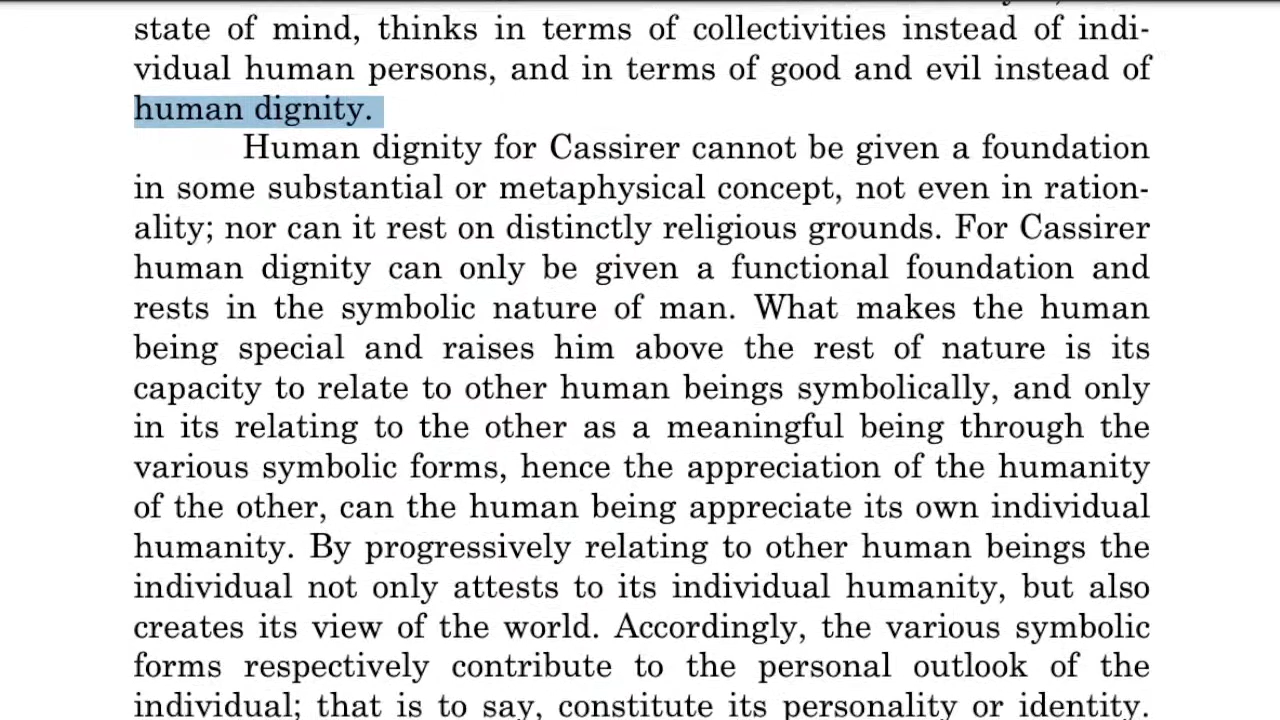 state of mind, thinks in terms of collectivities instead of indi-
vidual human persons, and in terms of good and evil instead of
human dignity.
Human dignity for Cassirer cannot be given a foundation
in some substantial or metaphysical concept, not even in ration-
ality; nor can it rest on distinctly religious grounds. For Cassirer
human dignity can only be given a functional foundation and
rests in the symbolic nature of man. What makes the human
being special and raises him above the rest of nature is its
capacity to relate to other human beings symbolically, and only
in its relating to the other as a meaningful being through the
various symbolic forms, hence the appreciation of the humanity
of the other, can the human being appreciate its own individual
humanity. By progressively relating to other human beings the
individual not only attests to its individual humanity, but also
creates its view of the world. Accordingly, the various symbolic
forms respectively contribute to the personal outlook of the
individual; that is to say, constitute its personality or identity.